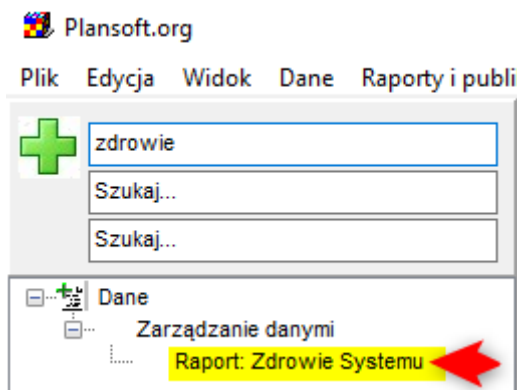 Plansoft.org
Plik Edycja Widok Dane Raporty i publi
zdrowie
Szukaj...
Szukaj...
Dane
Zarządzanie danymi
Raport: Zdrowie Systemu